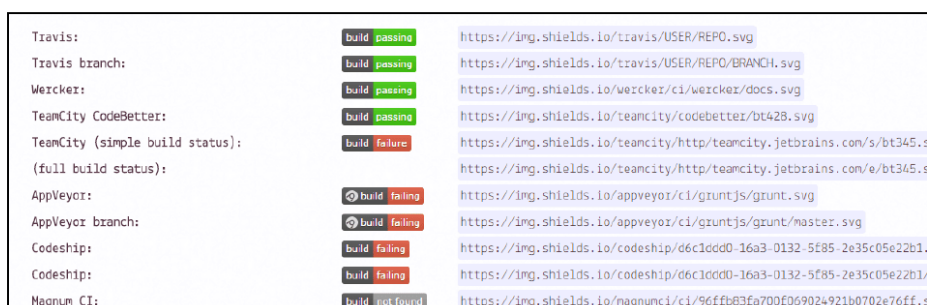 Travis: build passing https://img.shields.io/travis/USER/REPO.svg
Travis branch: build passing https://img.shields.io/travis/USER/REPO/BRANCH.svg
Wercker: build passing https://img.shields.io/wercker/ci/wercker/docs.svg
TeamCity CodeBetter: build passing https://img.shields.io/teamcity/codebetter/bt428.svg
TeamCity (simple build status): build failure https://img.shields.io/teamcity/http/teamcity.jetbrains.com/s/bt345.s
(full build status): https://img.shields.io/teamcity/http/teamcity.jetbrains.com/e/bt345.s
AppVeyor: build failing https://img.shields.io/appveyor/ci/gruntjs/grunt.svg
AppVeyor branch: build failing https://img.shields.io/appveyor/ci/gruntjs/grunt/master.svg
Codeship: build failing https://img.shields.io/codeship/d6c1ddd0-16a3-0132-5f85-2e35c05e22b1.
Codeship: build failing https://img.shields.io/codeship/d6c1ddd0-16a3-0132-5f85-2e35c05e22b1/
Magnum CI: build not found https://img.shields.io/magnumci/ci/96ffb83fa700f069024921b0702e76ff.s